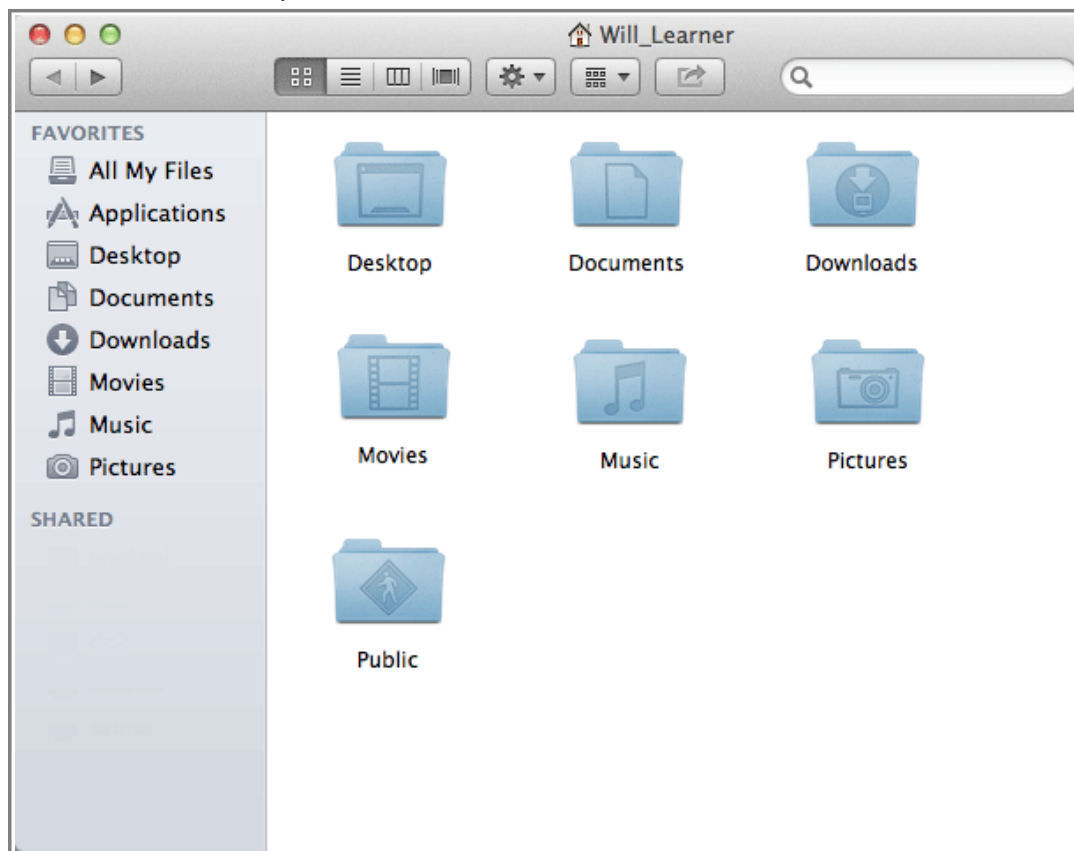 Will_Learner
FAVORITES
All My Files
Applications
Desktop
Documents
Downloads
Movies
Music
Pictures
SHARED
Desktop Documents Downloads
Movies Music Pictures
Public